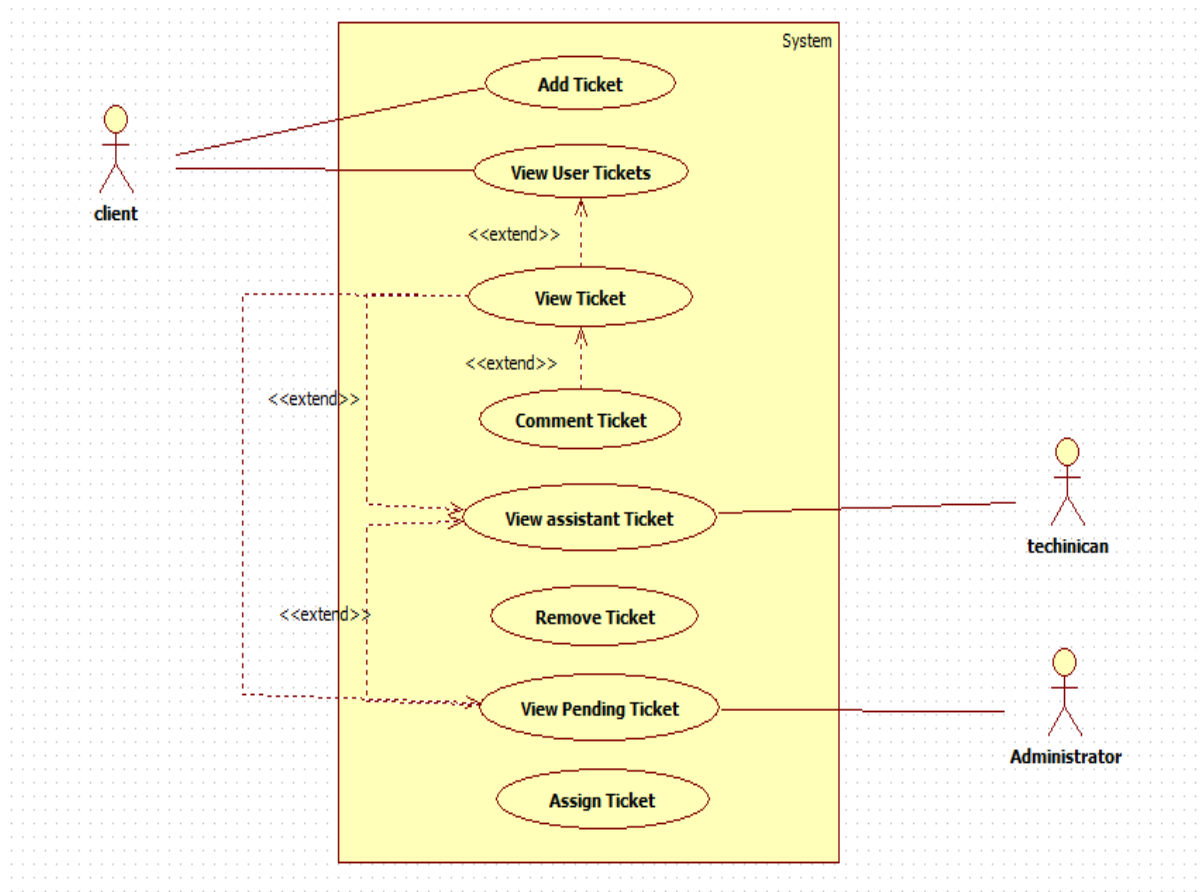 System
Add Ticket
client
View User Tickets
<<extend>>
View Ticket
<<extend>>
<<extend>>
Comment Ticket
View assistant Ticket
techinican
<<extend>>
Remove Ticket
View Pending Ticket
Administrator
Assign Ticket